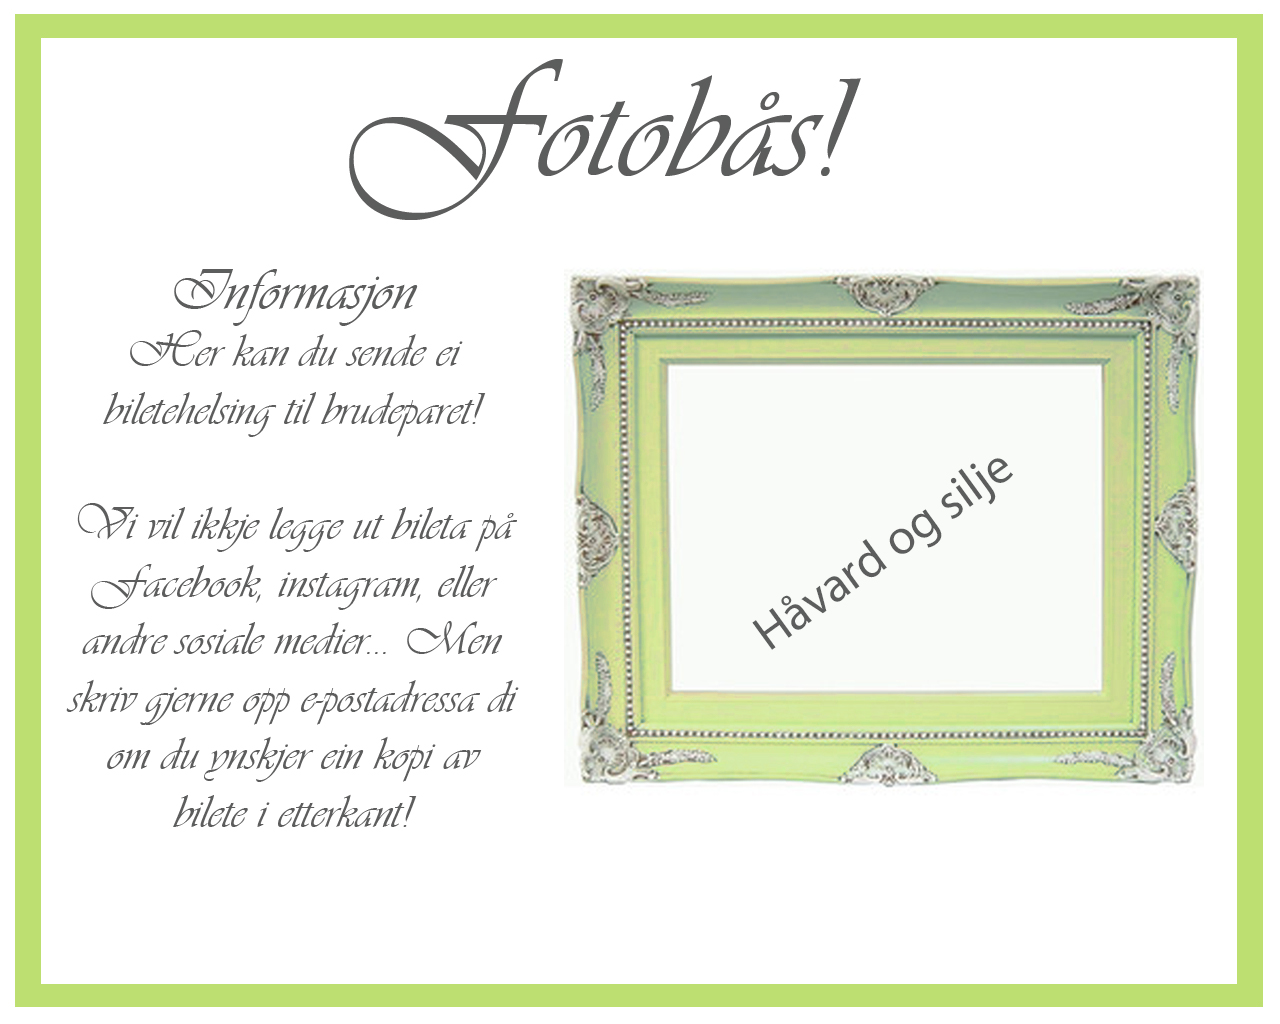 Fotobås!
Informasjon
Her kan du sende ei
biletehelsing til brudeparet!
Vi vil ikkje legge ut bileta på
Facebook, instagram, eller
andre sosiale medier... Men
skriv gjerne opp e-postadressa di
om du ynskjer ein kopi av
bilete i etterkant!
Håvard og silje